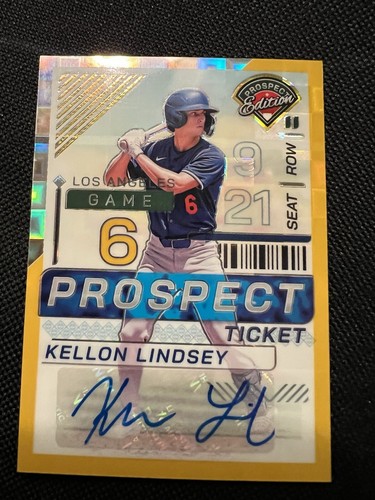 PROSPECT
Edition
LOS ANGELES
GAME
6
6
9
21
SEAT
ROW
PROSPECT
TICKET
KELLON LINDSEY